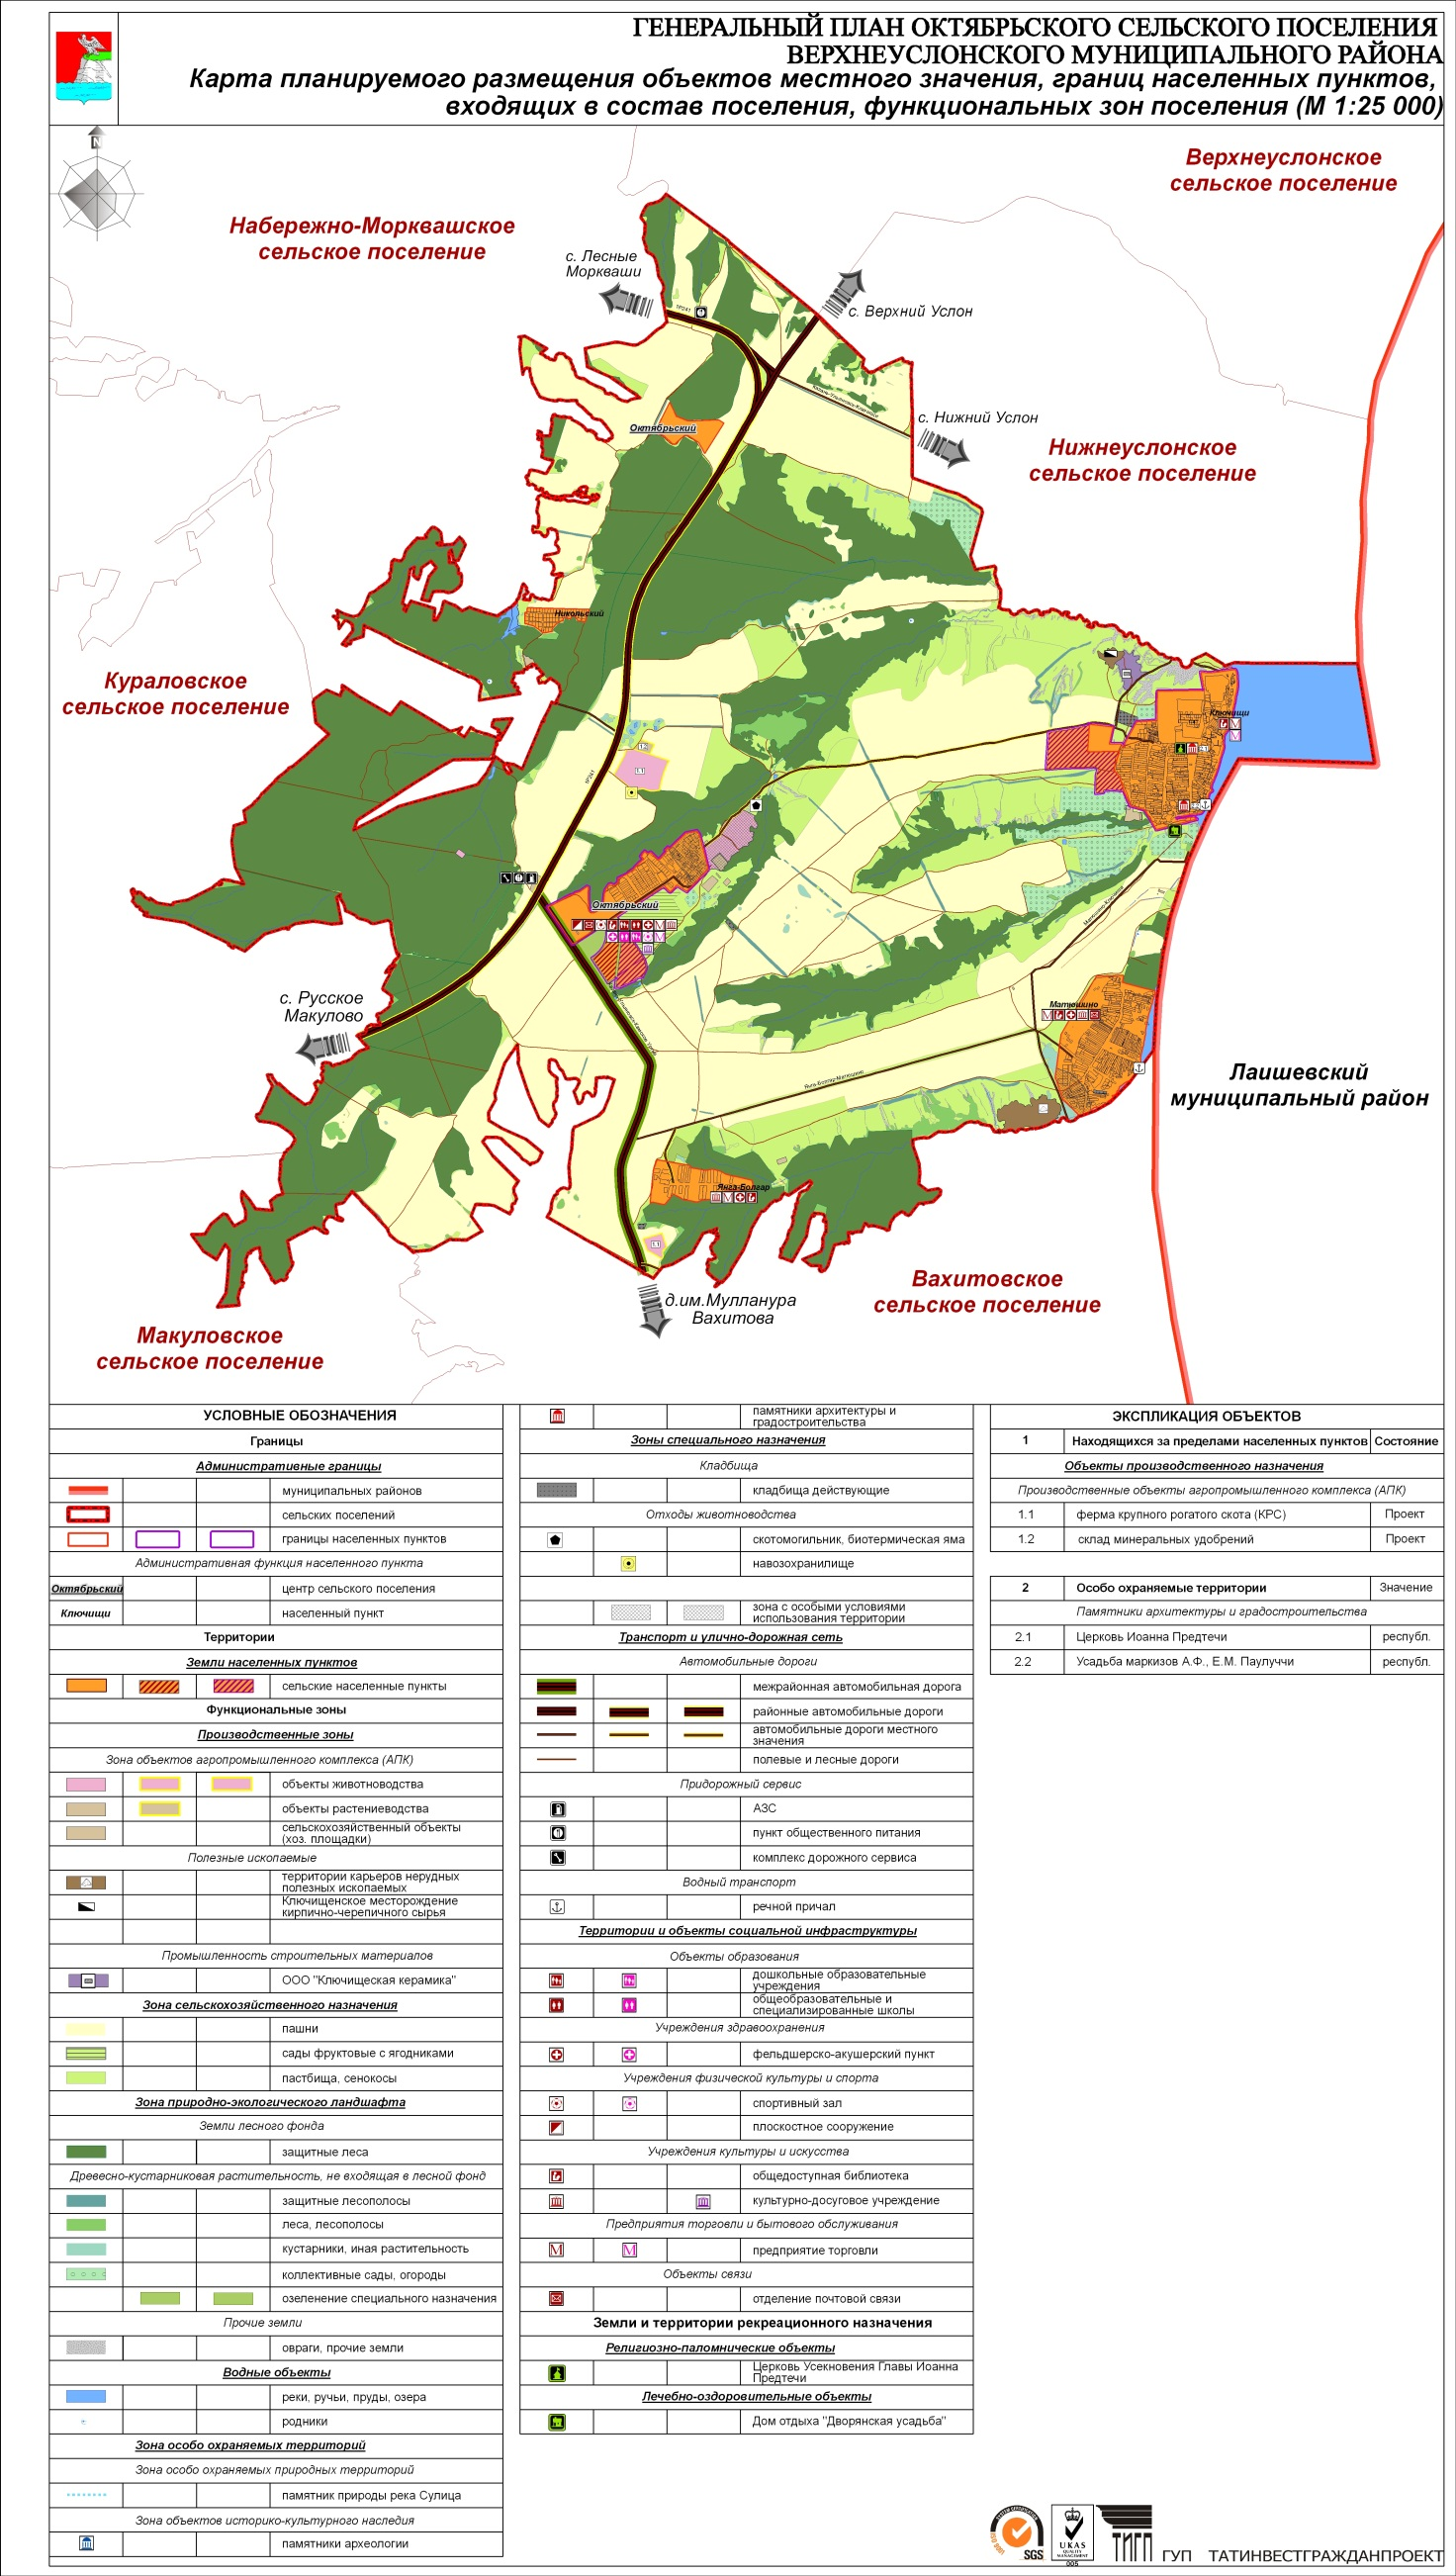 ГЕНЕРАЛЬНЫЙ ПЛАН ОКТЯБРЬСКОГО СЕЛЬСКОГО ПОСЕЛЕНИЯ
ВЕРХНЕУСЛОНСКОГО МУНИЦИПАЛЬНОГО РАЙОНА
Карта планируемого размещения объектов местного значения, границ населенных пунктов,
входящих в состав поселения, функциональных зон поселения (М 1:25 000)
N
Верхнеуслонское
сельское поселение
Набережно-Морквашское
сельское поселение
с. Лесные
Моркваши
с. Верхний Услон
с. Нижний Услон
Нижнеуслонское
сельское поселение
Октябрьский
Никольский
Кураловское
сельское поселение
Ключищи
2.1
2.2
1.2
1.1
Октябрьский
с. Русское
Макулово
Матюшино
Матюшино-Ключищи
Янга-Болгар-Матюшино
Лаишевский
муниципальный район
Янга-Болгар
1.1
Вахитовское
сельское поселение
д.им.Мулланура
Вахитова
Макуловское
сельское поселение
УСЛОВНЫЕ ОБОЗНАЧЕНИЯ
Границы
Административные границы
муниципальных районов
сельских поселений
границы населенных пунктов
Административная функция населенного пункта
Октябрьский центр сельского поселения
Ключищи населенный пункт
Территории
Земли населенных пунктов
сельские населенные пункты
Функциональные зоны
Производственные зоны
Зона объектов агропромышленного комплекса (АПК)
объекты животноводства
объекты растениеводства
сельскохозяйственный объекты
(хоз. площадки)
Полезные ископаемые
территории карьеров нерудных
полезных ископаемых
Ключищенское месторождение
кирпично-черепичного сырья
Промышленность строительных материалов
ООО "Ключищеская керамика"
Зона сельскохозяйственного назначения
пашни
сады фруктовые с ягодниками
пастбища, сенокосы
Зона природно-экологического ландшафта
Земли лесного фонда
защитные леса
Древесно-кустарниковая растительность, не входящая в лесной фонд
защитные лесополосы
леса, лесополосы
кустарники, иная растительность
коллективные сады, огороды
озеленение специального назначения
Прочие земли
овраги, прочие земли
Водные объекты
реки, ручьи, пруды, озера
родники
Зона особо охраняемых территорий
Зона особо охраняемых природных территорий
памятник природы река Сулица
Зона объектов историко-культурного наследия
памятники археологии
памятники архитектуры и
градостроительства
Зоны специального назначения
Кладбища
кладбища действующие
Отходы животноводства
скотомогильник, биотермическая яма
навозохранилище
зона с особыми условиями
использования территории
Транспорт и улично-дорожная сеть
Автомобильные дороги
межрайонная автомобильная дорога
районные автомобильные дороги
автомобильные дороги местного
значения
полевые и лесные дороги
Придорожный сервис
АЗС
пункт общественного питания
комплекс дорожного сервиса
Водный транспорт
речной причал
Территории и объекты социальной инфраструктуры
Объекты образования
дошкольные образовательные
учреждения
общеобразовательные и
специализированные школы
Учреждения здравоохранения
фельдшерско-акушерский пункт
Учреждения физической культуры и спорта
спортивный зал
плоскостное сооружение
Учреждения культуры и искусства
общедоступная библиотека
культурно-досуговое учреждение
Предприятия торговли и бытового обслуживания
предприятие торговли
Объекты связи
отделение почтовой связи
Земли и территории рекреационного назначения
Религиозно-паломнические объекты
Церковь Усекновения Главы Иоанна
Предтечи
Лечебно-оздоровительные объекты
Дом отдыха "Дворянская усадьба"
ЭКСПЛИКАЦИЯ ОБЪЕКТОВ
1 Находящихся за пределами населенных пунктов Состояние
Объекты производственного назначения
Производственные объекты агропромышленного комплекса (АПК)
1.1 ферма крупного рогатого скота (КРС) Проект
1.2 склад минеральных удобрений Проект
2 Особо охраняемые территории Значение
Памятники архитектуры и градостроительства
2.1 Церковь Иоанна Предтечи республ.
2.2 Усадьба маркизов А.Ф., Е.М. Паулуччи республ.
SGS
UKAS
QUALITY
MANAGEMENT
005
ТИГП
ГУП ТАТИНВЕСТГРАЖДАНПРОЕКТ